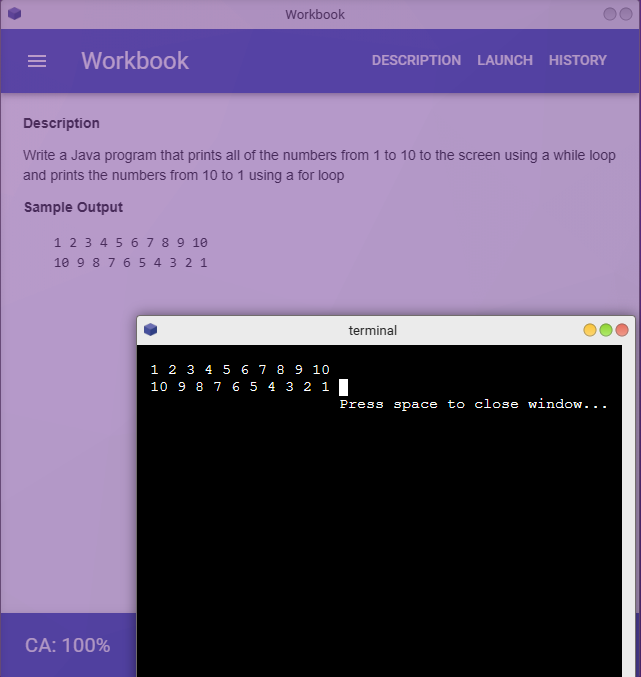 Workbook
Workbook DESCRIPTION LAUNCH HISTORY
Description
Write a Java program that prints all of the numbers from 1 to 10 to the screen using a while loop
and prints the numbers from 10 to 1 using a for loop
Sample Output
1 2 3 4 5 6 7 8 9 10
10 9 8 7 6 5 4 3 2 1
terminal
1 2 3 4 5 6 7 8 9 10
10 9 8 7 6 5 4 3 2 1
Press space to close window...
CA: 100%